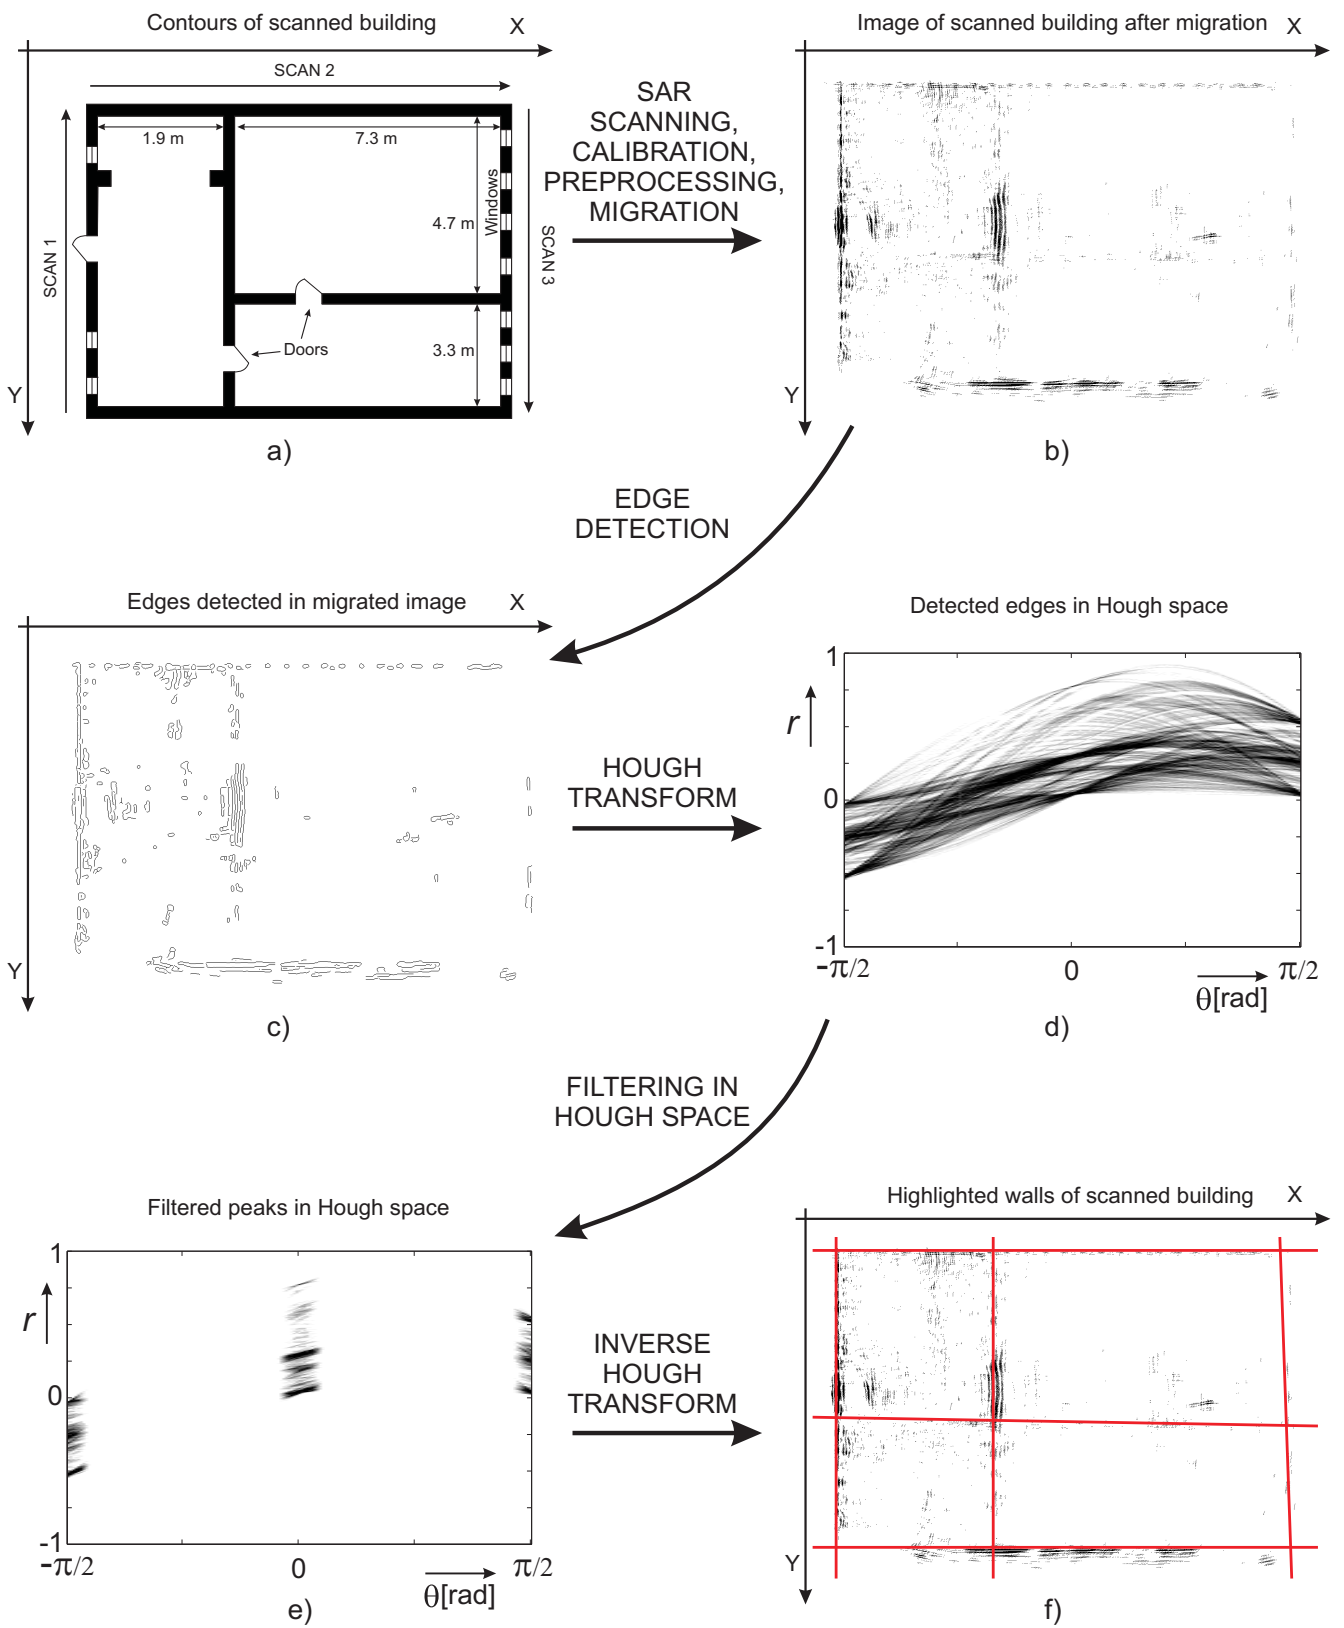 Contours of scanned building
X
SCAN 2
1.9 m
7.3 m
4.7 m
Windows
SCAN 1
SCAN 3
Doors
3.3 m
Y
a)
SAR
SCANNING,
CALIBRATION,
PREPROCESSING,
MIGRATION
Image of scanned building after migration
X
Y
b)
EDGE
DETECTION
Edges detected in migrated image
X
Y
c)
HOUGH
TRANSFORM
Detected edges in Hough space
1
r
0
-1
-π/2
0
π/2
θ[rad]
d)
FILTERING IN
HOUGH SPACE
Filtered peaks in Hough space
1
r
0
-1
-π/2
0
π/2
θ[rad]
e)
INVERSE
HOUGH
TRANSFORM
Highlighted walls of scanned building
X
Y
f)